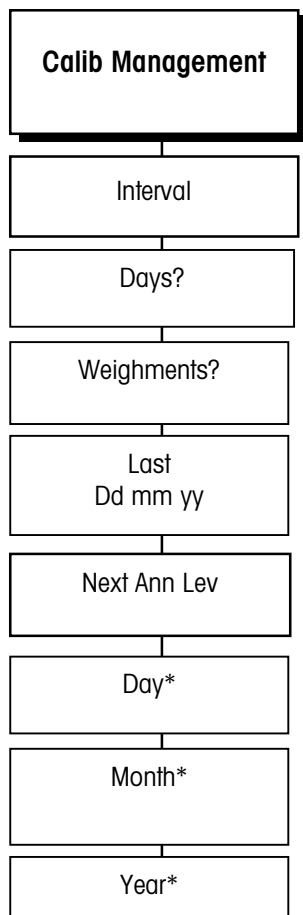 Calib Management
Interval
Days?
Weighments?
Last
Dd mm yy
Next Ann Lev
Day*
Month*
Year*